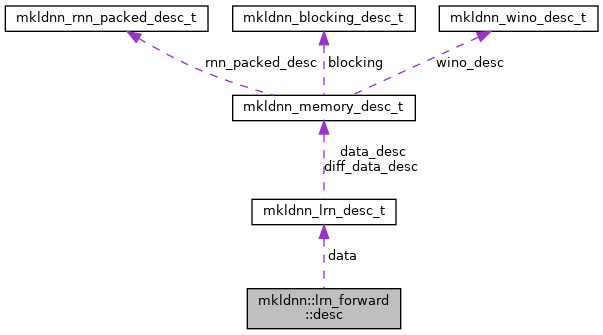 mkldnn_rnn_packed_desc_t
mkldnn_blocking_desc_t
mkldnn_wino_desc_t
rnn_packed_desc
blocking
wino_desc
mkldnn_memory_desc_t
data_desc
diff_data_desc
mkldnn_lrn_desc_t
data
mkldnn::lrn_forward
::desc